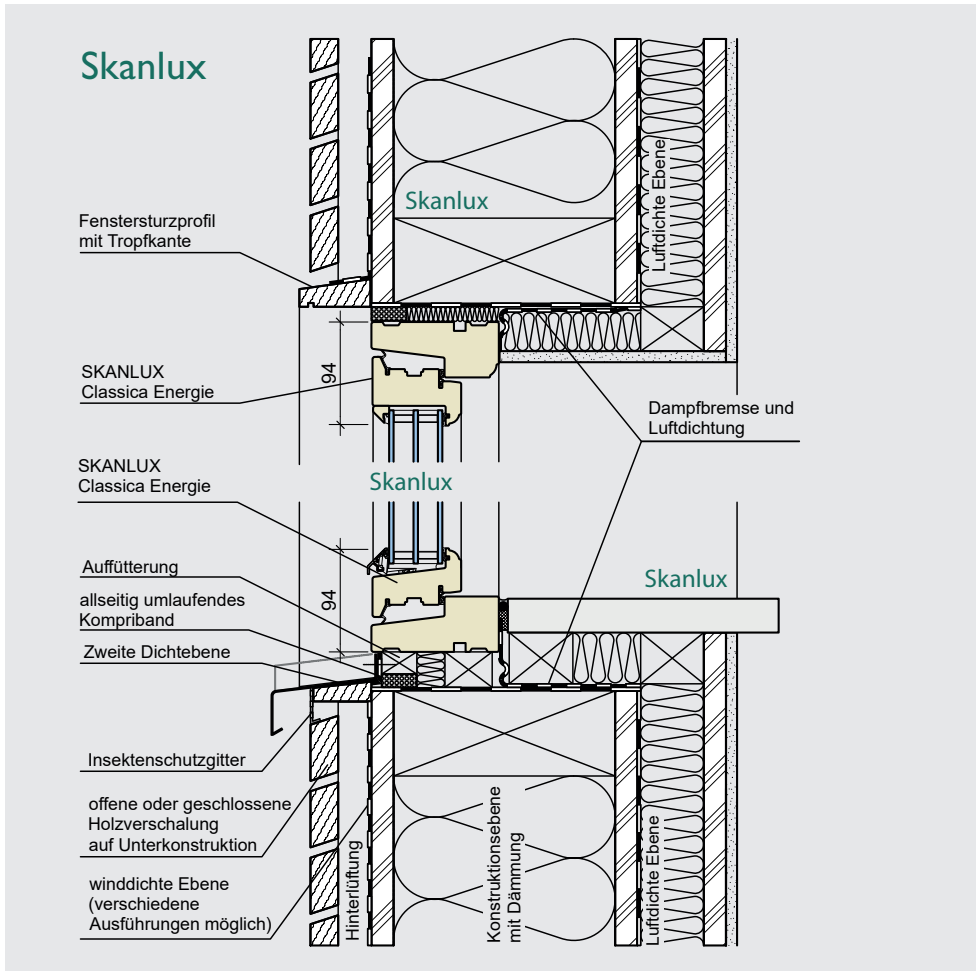 Skanlux
Skanlux
Luftdichte Ebene
Fenstersturzprofil
mit Tropfkante
94
SKANLUX
Classica Energie
Dampfbremse und
Luftdichtung
SKANLUX
Classica Energie
Skanlux
Auffütterung
94
Skanlux
allseitig umlaufendes
Kompriband
Zweite Dichtebene
Insektenschutzgitter
offene oder geschlossene
Holzverschalung
auf Unterkonstruktion
winddichte Ebene
(verschiedene
Ausführungen möglich)
Hinterlüftung
Konstruktionsebene
mit Dämmung
Luftdichte Ebene